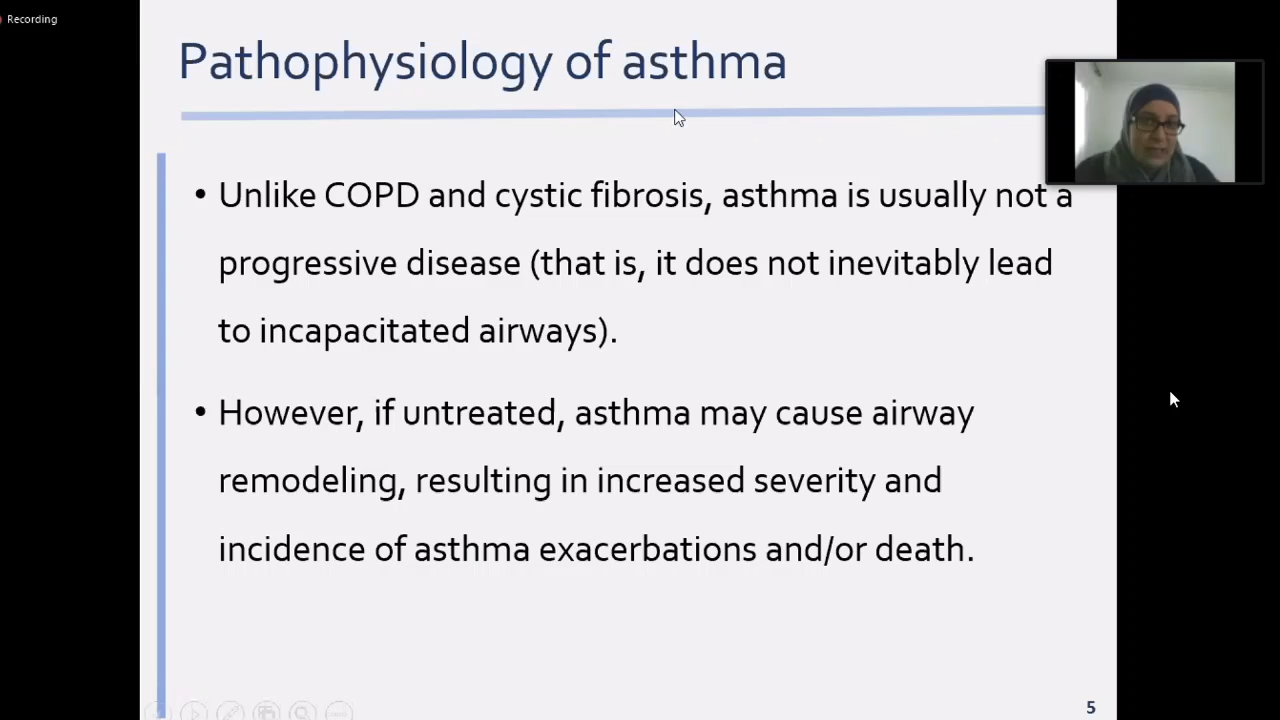 Recording
Pathophysiology of asthma
• Unlike COPD and cystic fibrosis, asthma is usually not a
progressive disease (that is, it does not inevitably lead
to incapacitated airways).
• However, if untreated, asthma may cause airway
remodeling, resulting in increased severity and
incidence of asthma exacerbations and/or death.
5